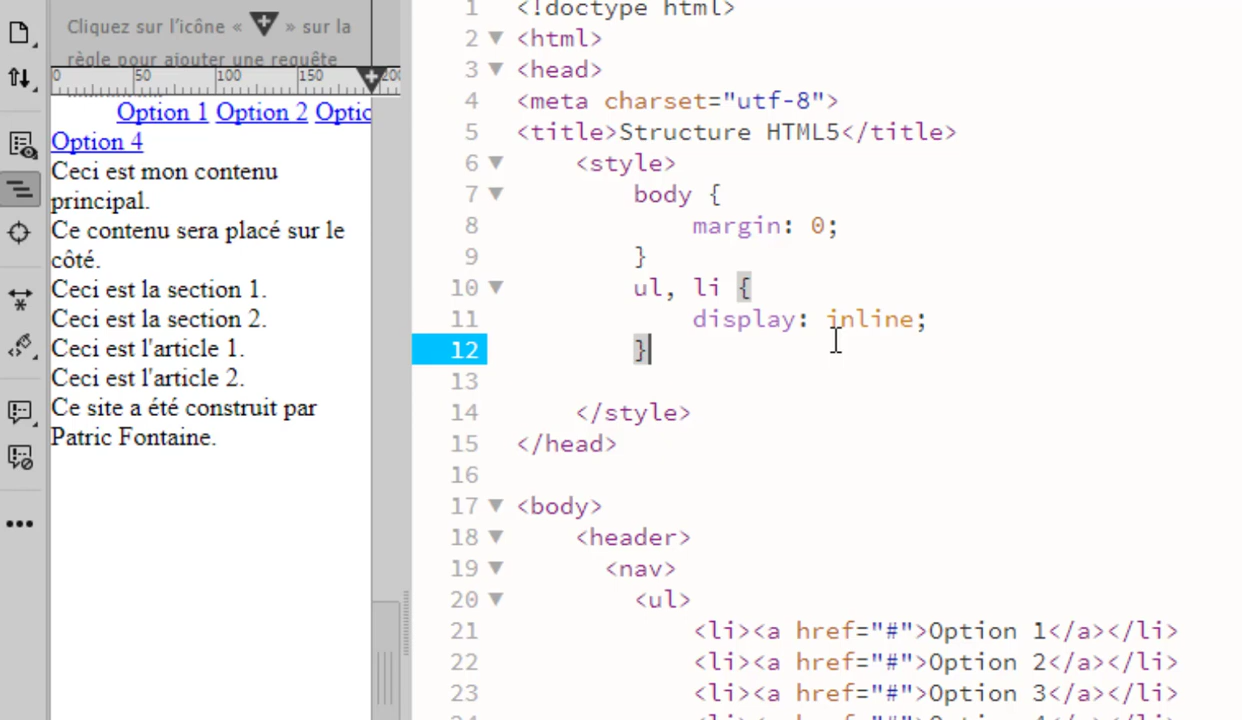 Cliquez sur l'icône « » sur la
règle pour ajouter une requête
0 50 100 150 200
Option 1 Option 2 Optio
Option 4
Ceci est mon contenu
principal.
Ce contenu sera placé sur le
côté.
Ceci est la section 1.
Ceci est la section 2.
Ceci est l'article 1.
Ceci est l'article 2.
Ce site a été construit par
Patric Fontaine.
1 <!doctype html>
2 <html>
3 <head>
4 <meta charset="utf-8">
5 <title>Structure HTML5</title>
6 <style>
7 body {
8 margin: 0;
9 }
10 ul, li {
11 display: inline;
12 }
13
14 </style>
15 </head>
16
17 <body>
18 <header>
19 <nav>
20 <ul>
21 <li><a href="#">Option 1</a></li>
22 <li><a href="#">Option 2</a></li>
23 <li><a href="#">Option 3</a></li>